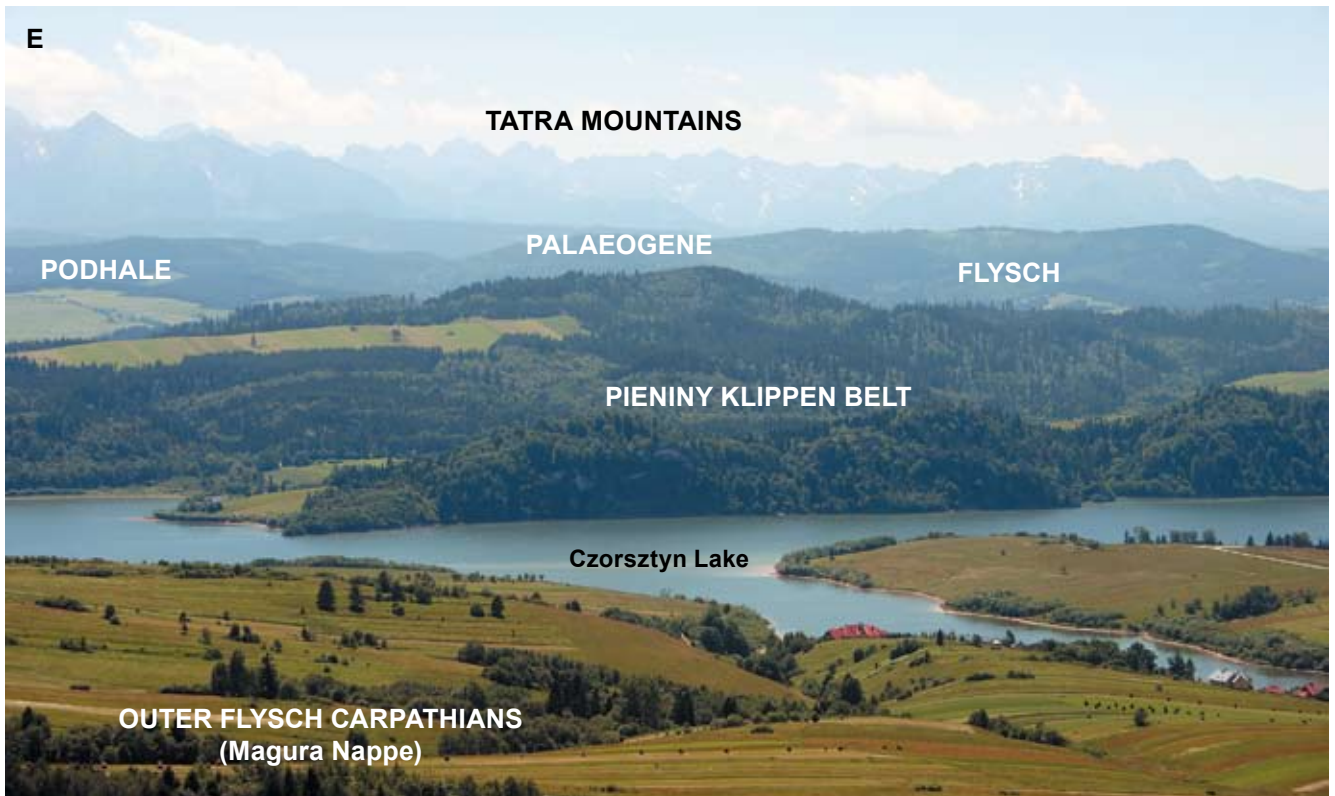 E
TATRA MOUNTAINS
PALAEOGENE
PODHALE
FLYSCH
PIENINY KLIPPEN BELT
Czorsztyn Lake
OUTER FLYSCH CARPATHIANS
(Magura Nappe)